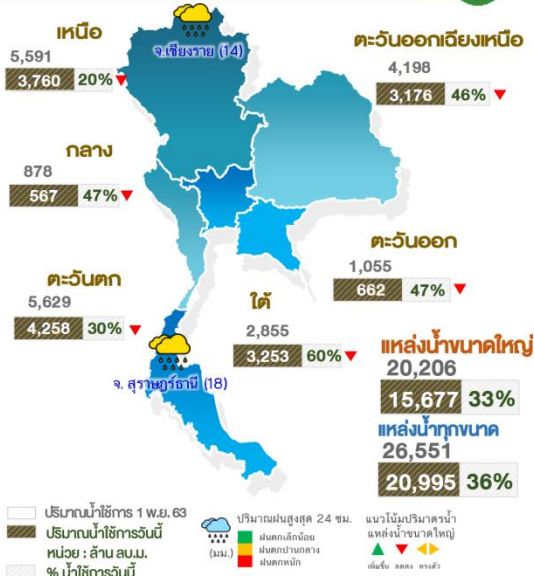 เหนือ
5,591
3,760 20%
จ.เชียงราย (14)
ตะวันออกเฉียงเหนือ
4,198
3,176 46%
กลาง
878
567 47%
ตะวันออก
1,055
662 47%
ตะวันตก
5,629
4,258 30%
ใต้
2,855
3,253 60%
จ. สุราษฎร์ธานี (18)
แหล่งน้ำขนาดใหญ่
20,206
15,677 33%
แหล่งน้ำทุกขนาด
26,551
20,995 36%
ปริมาณน้ำใช้การ 1 พ.ย. 63
ปริมาณน้ำใช้การวันนี้
หน่วย : ล้าน ลบ.ม.
% น้ำใช้การวันนี้
ปริมาณฝนสูงสุด 24 ชม.
(มม.)
ฝนตกเล็กน้อย
ฝนตกปานกลาง
ฝนตกหนัก
แนวโน้มปริมาตรน้ำ
แหล่งน้ำขนาดใหญ่
เพิ่มขึ้น ลดลง ทรงตัว